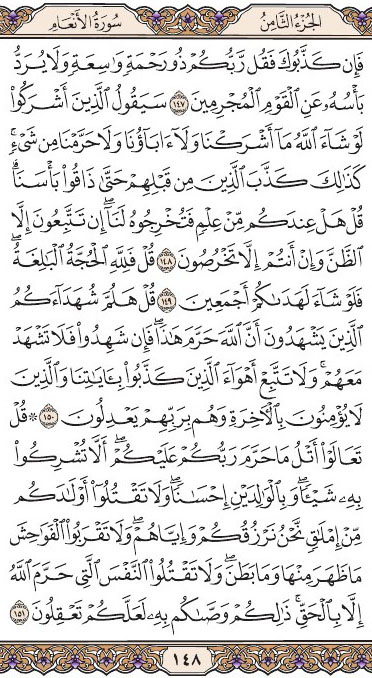 الجُزْءُ الثَّامِنُ سُورَةُ الأَنْعَامِ
فَإِن كَذَّبُوكَ فَقُل رَّبُّكُمْ ذُو رَحْمَةٍ وَٰسِعَةٍ وَلَا يُرَدُّ
بَأْسُهُۥ عَنِ ٱلْقَوْمِ ٱلْمُجْرِمِينَ ١٤٧ سَيَقُولُ ٱلَّذِينَ أَشْرَكُوا۟
لَوْ شَآءَ ٱللَّهُ مَآ أَشْرَكْنَا وَلَآ ءَابَآؤُنَا وَلَا حَرَّمْنَا مِن شَىْءٍۚ
كَذَٰلِكَ كَذَّبَ ٱلَّذِينَ مِن قَبْلِهِمْ حَتَّىٰ ذَاقُوا۟ بَأْسَنَاۗ
قُلْ هَلْ عِندَكُم مِّنْ عِلْمٍ فَتُخْرِجُوهُ لَنَآۖ إِن تَتَّبِعُونَ إِلَّا
ٱلظَّنَّ وَإِنْ أَنتُمْ إِلَّا تَخْرُصُونَ ١٤٨ قُلْ فَلِلَّهِ ٱلْحُجَّةُ ٱلْبَٰلِغَةُۖ
فَلَوْ شَآءَ لَهَدَىٰكُمْ أَجْمَعِينَ ١٤٩ قُلْ هَلُمَّ شُهَدَآءَكُمُ
ٱلَّذِينَ يَشْهَدُونَ أَنَّ ٱللَّهَ حَرَّمَ هَٰذَاۖ فَإِن شَهِدُوا۟ فَلَا تَشْهَدْ
مَعَهُمْۚ وَلَا تَتَّبِعْ أَهْوَآءَ ٱلَّذِينَ كَذَّبُوا۟ بِـَٔايَٰتِنَا وَٱلَّذِينَ
لَا يُؤْمِنُونَ بِٱلْـَٔاخِرَةِ وَهُم بِرَبِّهِمْ يَعْدِلُونَ ١٥٠ ۞ قُلْ
تَعَالَوْا۟ أَتْلُ مَا حَرَّمَ رَبُّكُمْ عَلَيْكُمْۖ أَلَّا تُشْرِكُوا۟
بِهِۦ شَيْـًٔاۖ وَبِٱلْوَٰلِدَيْنِ إِحْسَٰنًاۖ وَلَا تَقْتُلُوٓا۟ أَوْلَٰدَكُم
مِّنْ إِمْلَٰقٍۖ نَّحْنُ نَرْزُقُكُمْ وَإِيَّاهُمْۖ وَلَا تَقْرَبُوا۟ ٱلْفَوَٰحِشَ
مَا ظَهَرَ مِنْهَا وَمَا بَطَنَۖ وَلَا تَقْتُلُوا۟ ٱلنَّفْسَ ٱلَّتِى حَرَّمَ ٱللَّهُ
إِلَّا بِٱلْحَقِّۚ ذَٰلِكُمْ وَصَّىٰكُم بِهِۦ لَعَلَّكُمْ تَعْقِلُونَ ١٥١
١٤٨